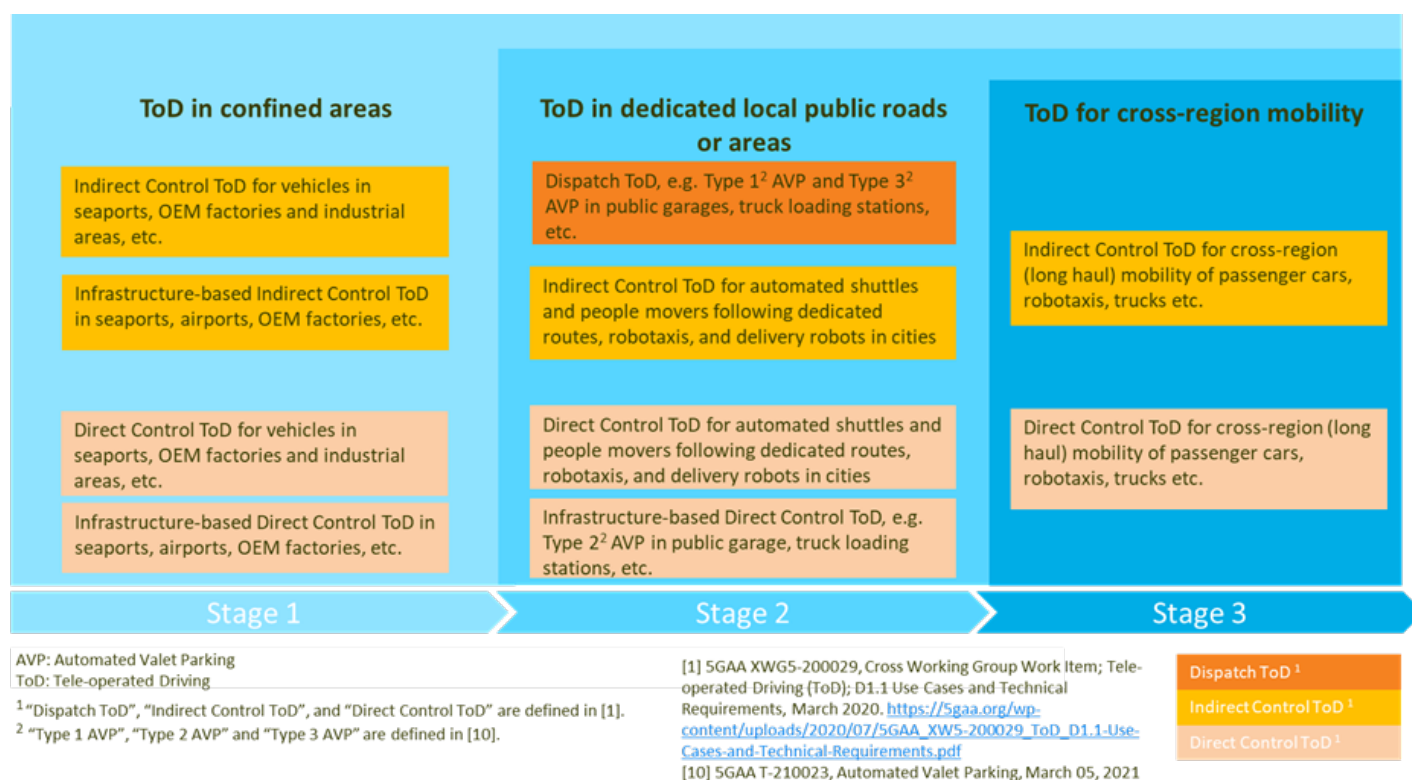 ToD in confined areas
Indirect Control ToD for vehicles in
seaports, OEM factories and industrial
areas, etc.
Infrastructure-based Indirect Control ToD
in seaports, airports, OEM factories, etc.
Direct Control ToD for vehicles in
seaports, OEM factories and industrial
areas, etc.
Infrastructure-based Direct Control ToD in
seaports, airports, OEM factories, etc.
ToD in dedicated local public roads
or areas
Dispatch ToD, e.g. Type 1² AVP and Type 3²
AVP in public garages, truck loading stations,
etc.
Indirect Control ToD for automated shuttles
and people movers following dedicated
routes, robotaxis, and delivery robots in cities
Direct Control ToD for automated shuttles and
people movers following dedicated routes,
robotaxis, and delivery robots in cities
Infrastructure-based Direct Control ToD, e.g.
Type 2² AVP in public garage, truck loading
stations, etc.
ToD for cross-region mobility
Indirect Control ToD for cross-region
(long haul) mobility of passenger cars,
robotaxis, trucks etc.
Direct Control ToD for cross-region (long
haul) mobility of passenger cars,
robotaxis, trucks etc.
Stage 1
Stage 2
Stage 3
AVP: Automated Valet Parking
ToD: Tele-operated Driving
¹ “Dispatch ToD”, “Indirect Control ToD”, and “Direct Control ToD” are defined in [1].
² “Type 1 AVP”, “Type 2 AVP” and “Type 3 AVP” are defined in [10].
[1] 5GAA XWG5-200029, Cross Working Group Work Item; Tele-
operated Driving (ToD); D1.1 Use Cases and Technical
Requirements, March 2020. https://5gaa.org/wp-
content/uploads/2020/07/5GAA_XW5-200029_ToD_D1.1-Use-
Cases-and-Technical-Requirements.pdf
[10] 5GAA T-210023, Automated Valet Parking, March 05, 2021
Dispatch ToD ¹
Indirect Control ToD ¹
Direct Control ToD ¹